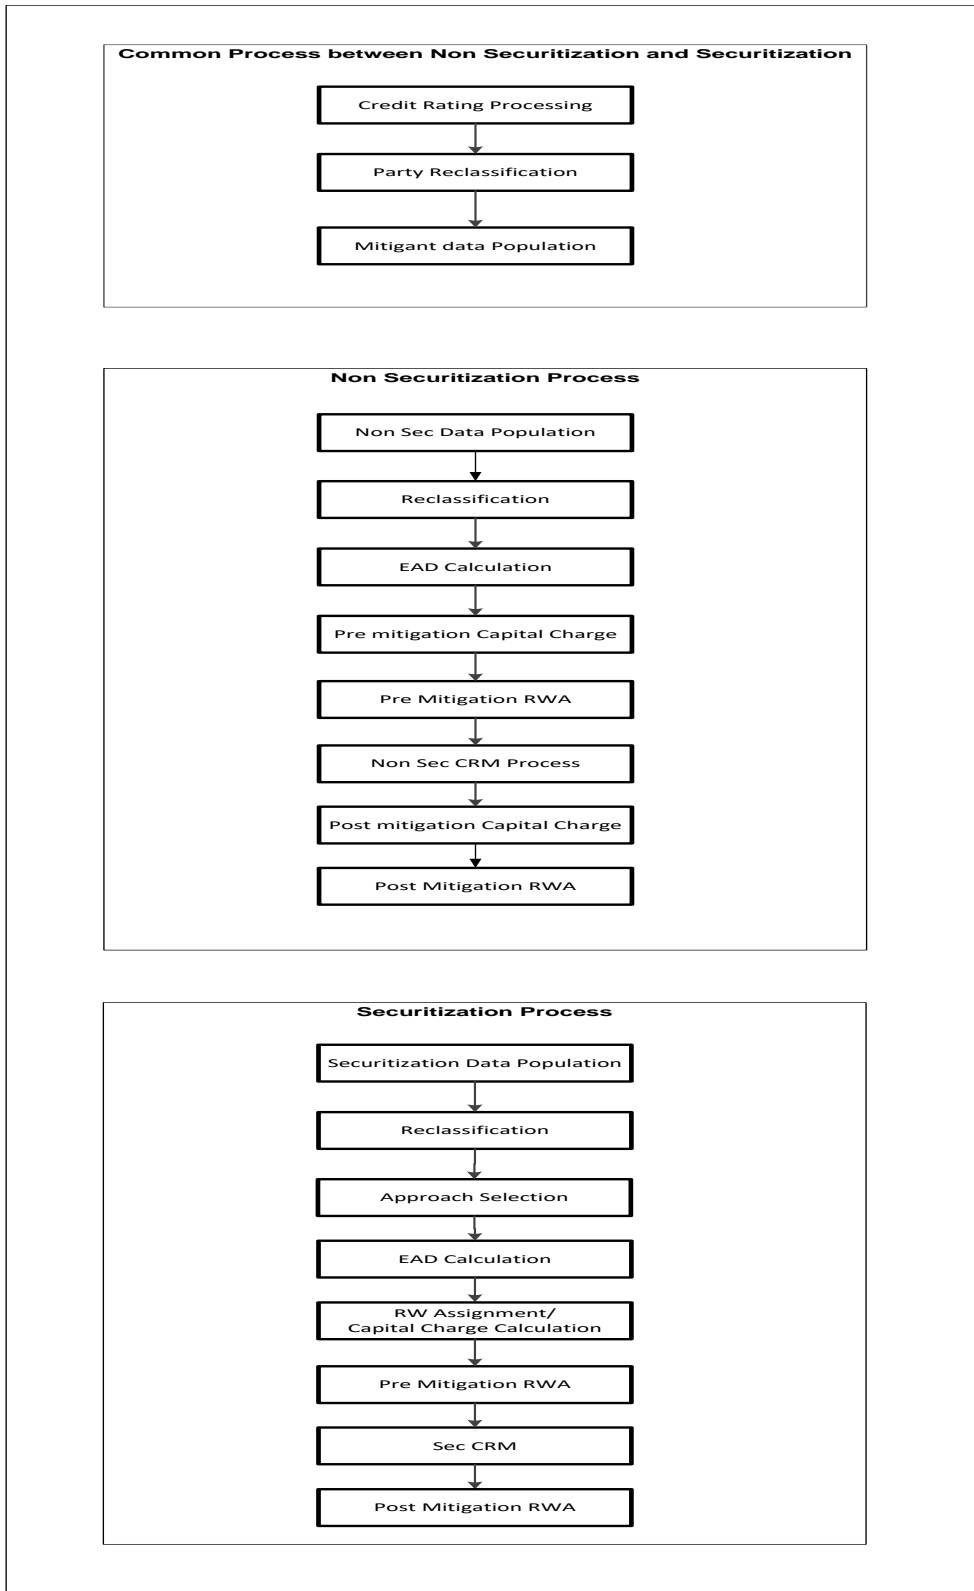 Common Process between Non Securitization and Securitization
Credit Rating Processing
Party Reclassification
Mitigant data Population
Non Securitization Process
Non Sec Data Population
Reclassification
EAD Calculation
Pre mitigation Capital Charge
Pre Mitigation RWA
Non Sec CRM Process
Post mitigation Capital Charge
Post Mitigation RWA
Securitization Process
Securitization Data Population
Reclassification
Approach Selection
EAD Calculation
RW Assignment/
Capital Charge Calculation
Pre Mitigation RWA
Sec CRM
Post Mitigation RWA